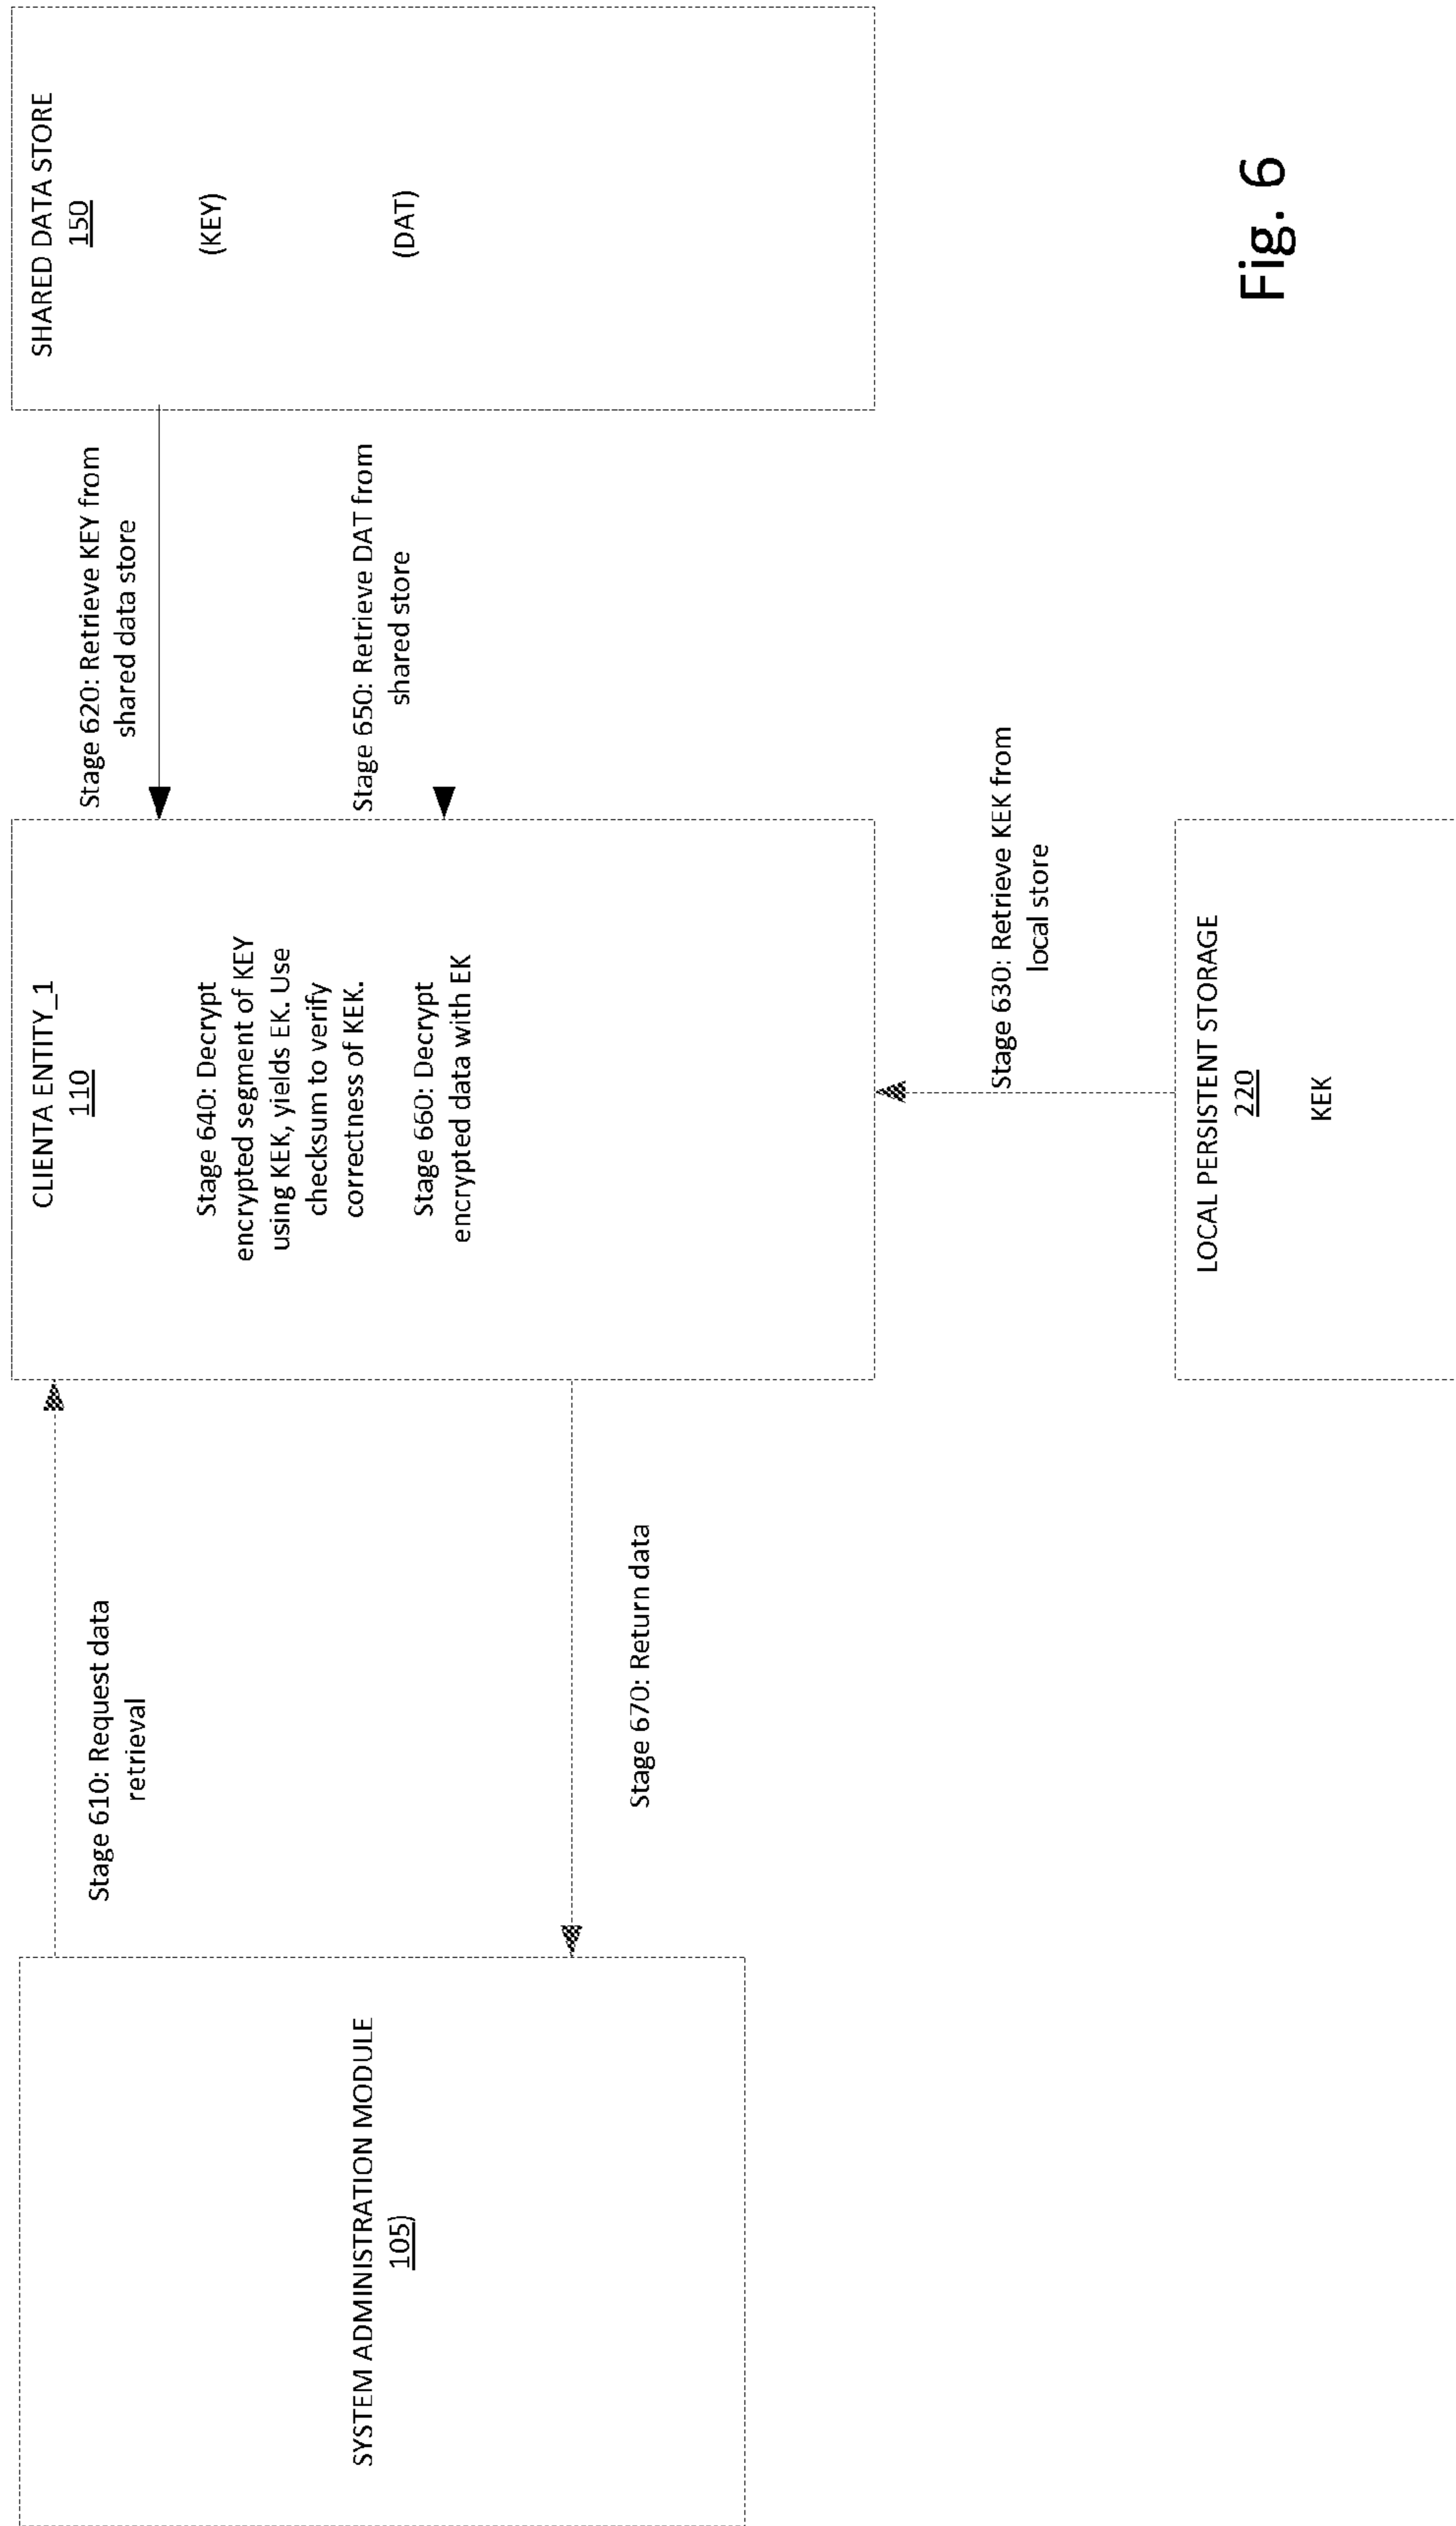 SYSTEM ADMINISTRATION MODULE
105)
Stage 610: Request data
retrieval
Stage 670: Return data
CLIENTA ENTITY_1
110
Stage 640: Decrypt
encrypted segment of KEY
using KEK, yields EK. Use
checksum to verify
correctness of KEK.
Stage 660: Decrypt
encrypted data with EK
Stage 620: Retrieve KEY from
shared data store
Stage 650: Retrieve DAT from
shared store
SHARED DATA STORE
150
(KEY)
(DAT)
Stage 630: Retrieve KEK from
local store
LOCAL PERSISTENT STORAGE
220
KEK
Fig. 6